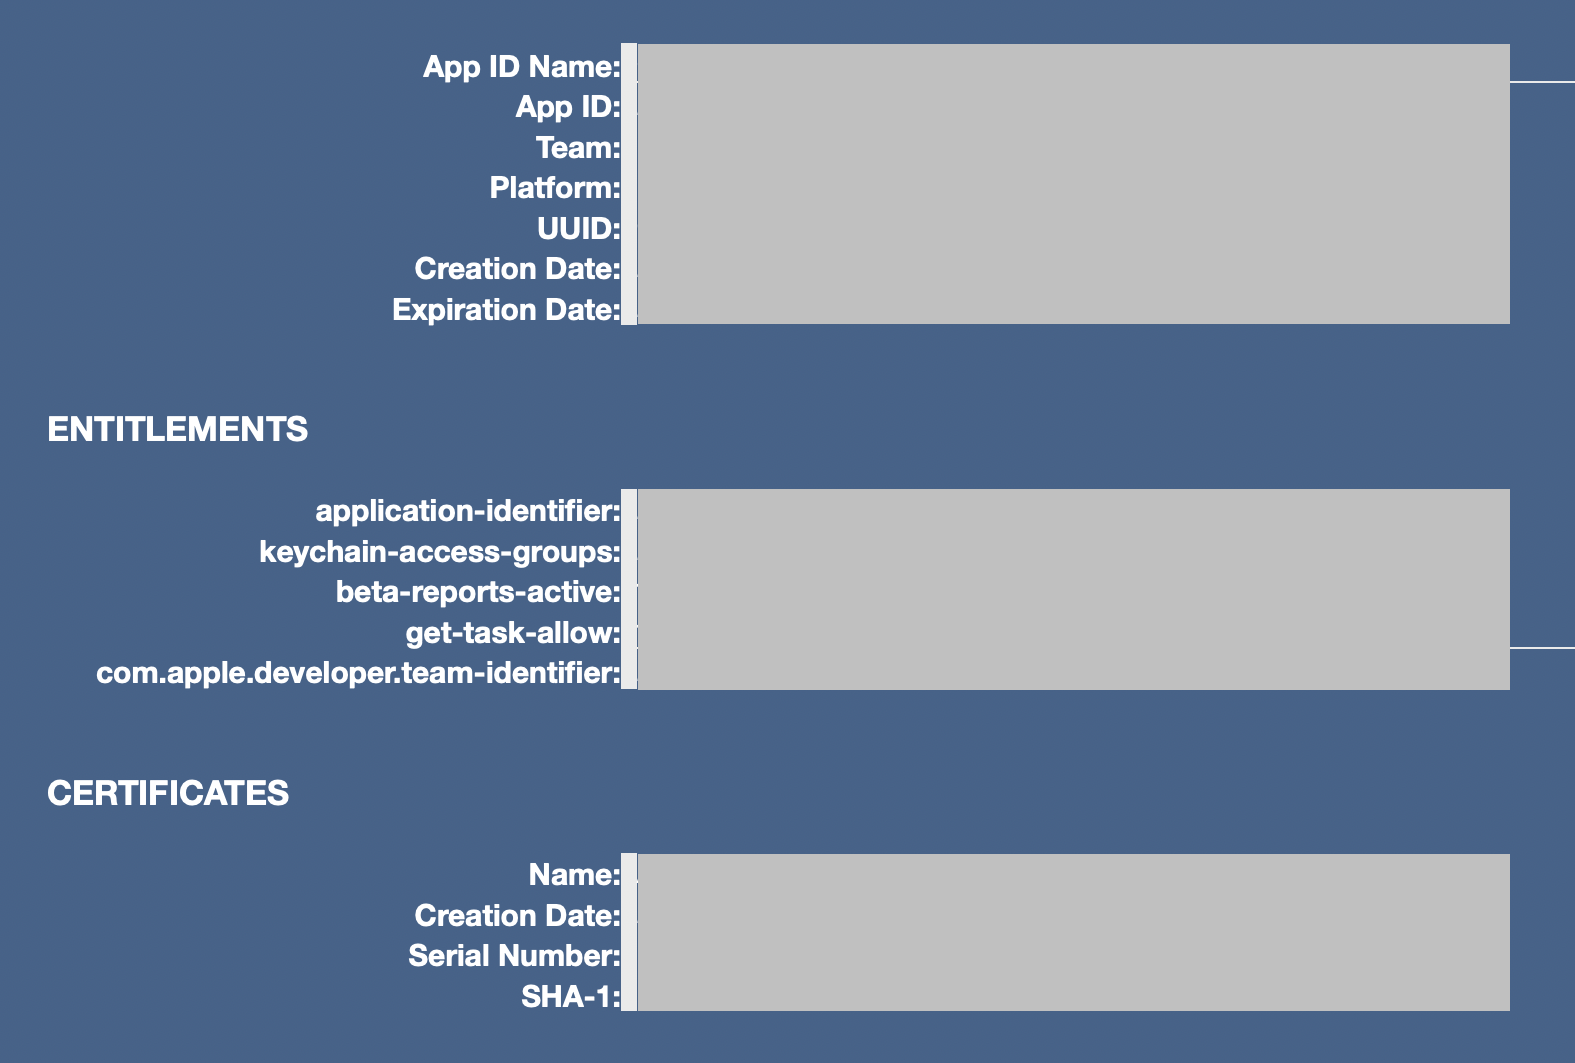 App ID Name:
App ID:
Team:
Platform:
UUID:
Creation Date:
Expiration Date:
ENTITLEMENTS
application-identifier:
keychain-access-groups:
beta-reports-active:
get-task-allow:
com.apple.developer.team-identifier:
CERTIFICATES
Name:
Creation Date:
Serial Number:
SHA-1: